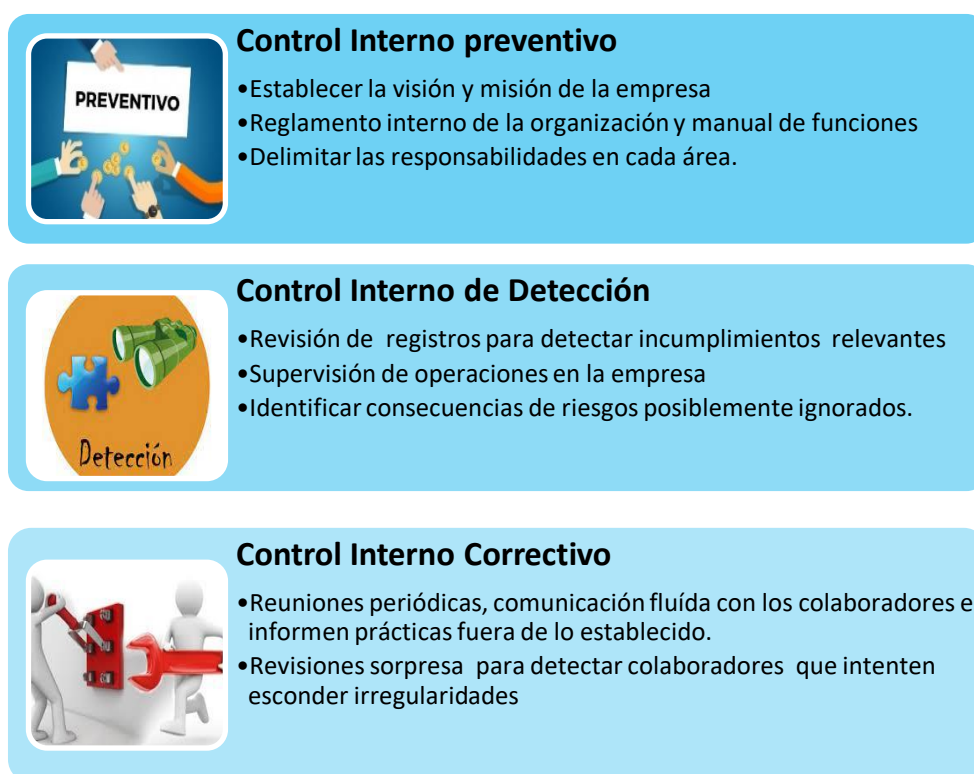 Control Interno preventivo
PREVENTIVO
•Establecer la visión y misión de la empresa
•Reglamento interno de la organización y manual de funciones
•Delimitar las responsabilidades en cada área.
Control Interno de Detección
•Revisión de registros para detectar incumplimientos relevantes
•Supervisión de operaciones en la empresa
•Identificar consecuencias de riesgos posiblemente ignorados.
Detección
Control Interno Correctivo
•Reuniones periódicas, comunicación fluída con los colaboradores e
informen prácticas fuera de lo establecido.
•Revisiones sorpresa para detectar colaboradores que intenten
esconder irregularidades